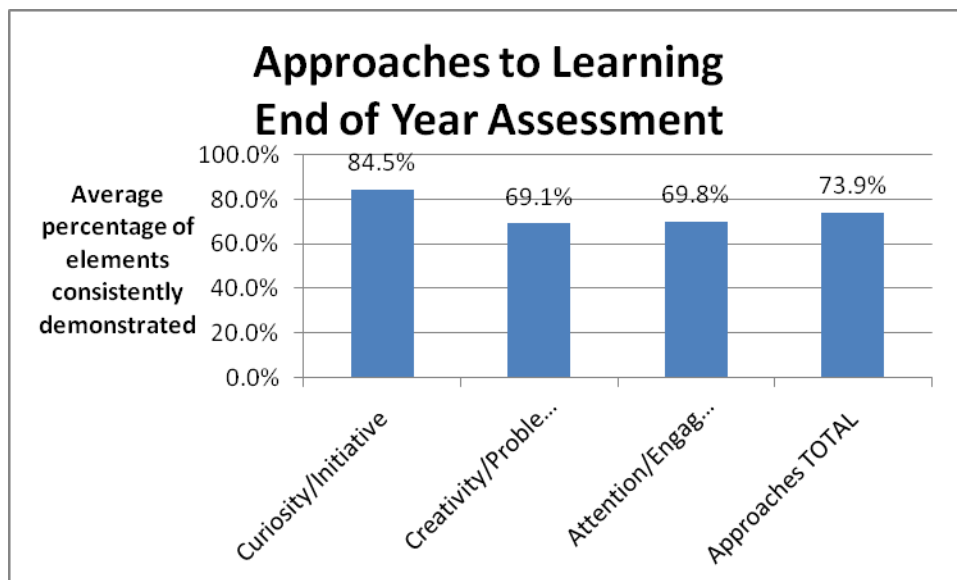 Approaches to Learning
End of Year Assessment
Average
percentage of
elements
consistently
demonstrated
100.0%
80.0%
60.0%
40.0%
20.0%
0.0%
84.5%
69.1%
69.8%
73.9%
Curiosity/Initiative
Creativity/Proble...
Attention/Engag...
Approaches TOTAL